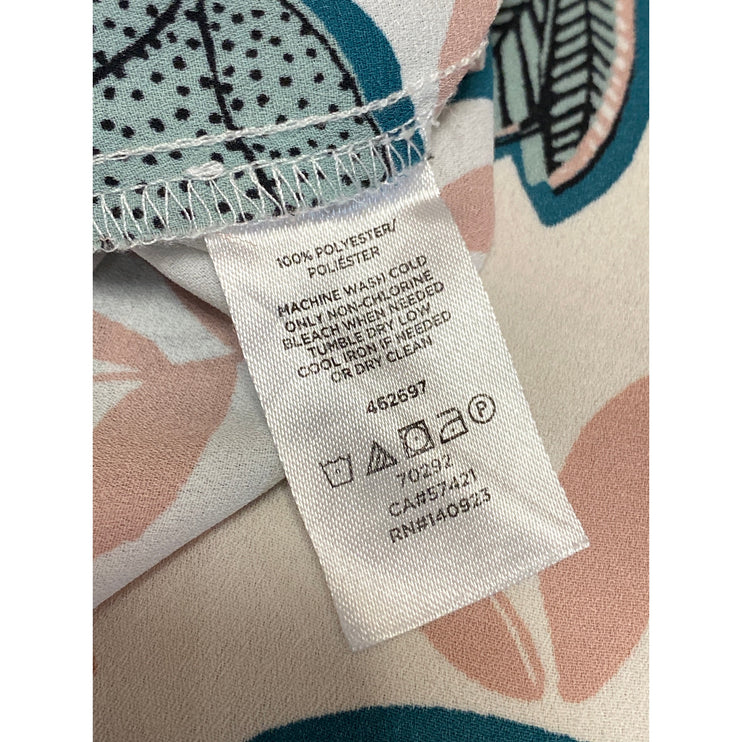 100% POLYESTER/
POLIÉSTER
MACHINE WASH COLD
ONLY NON-CHLORINE
BLEACH WHEN NEEDED
TUMBLE DRY LOW
COOL IRON IF NEEDED
OR DRY CLEAN
462697
P
70292
CA#57421
RN#140923